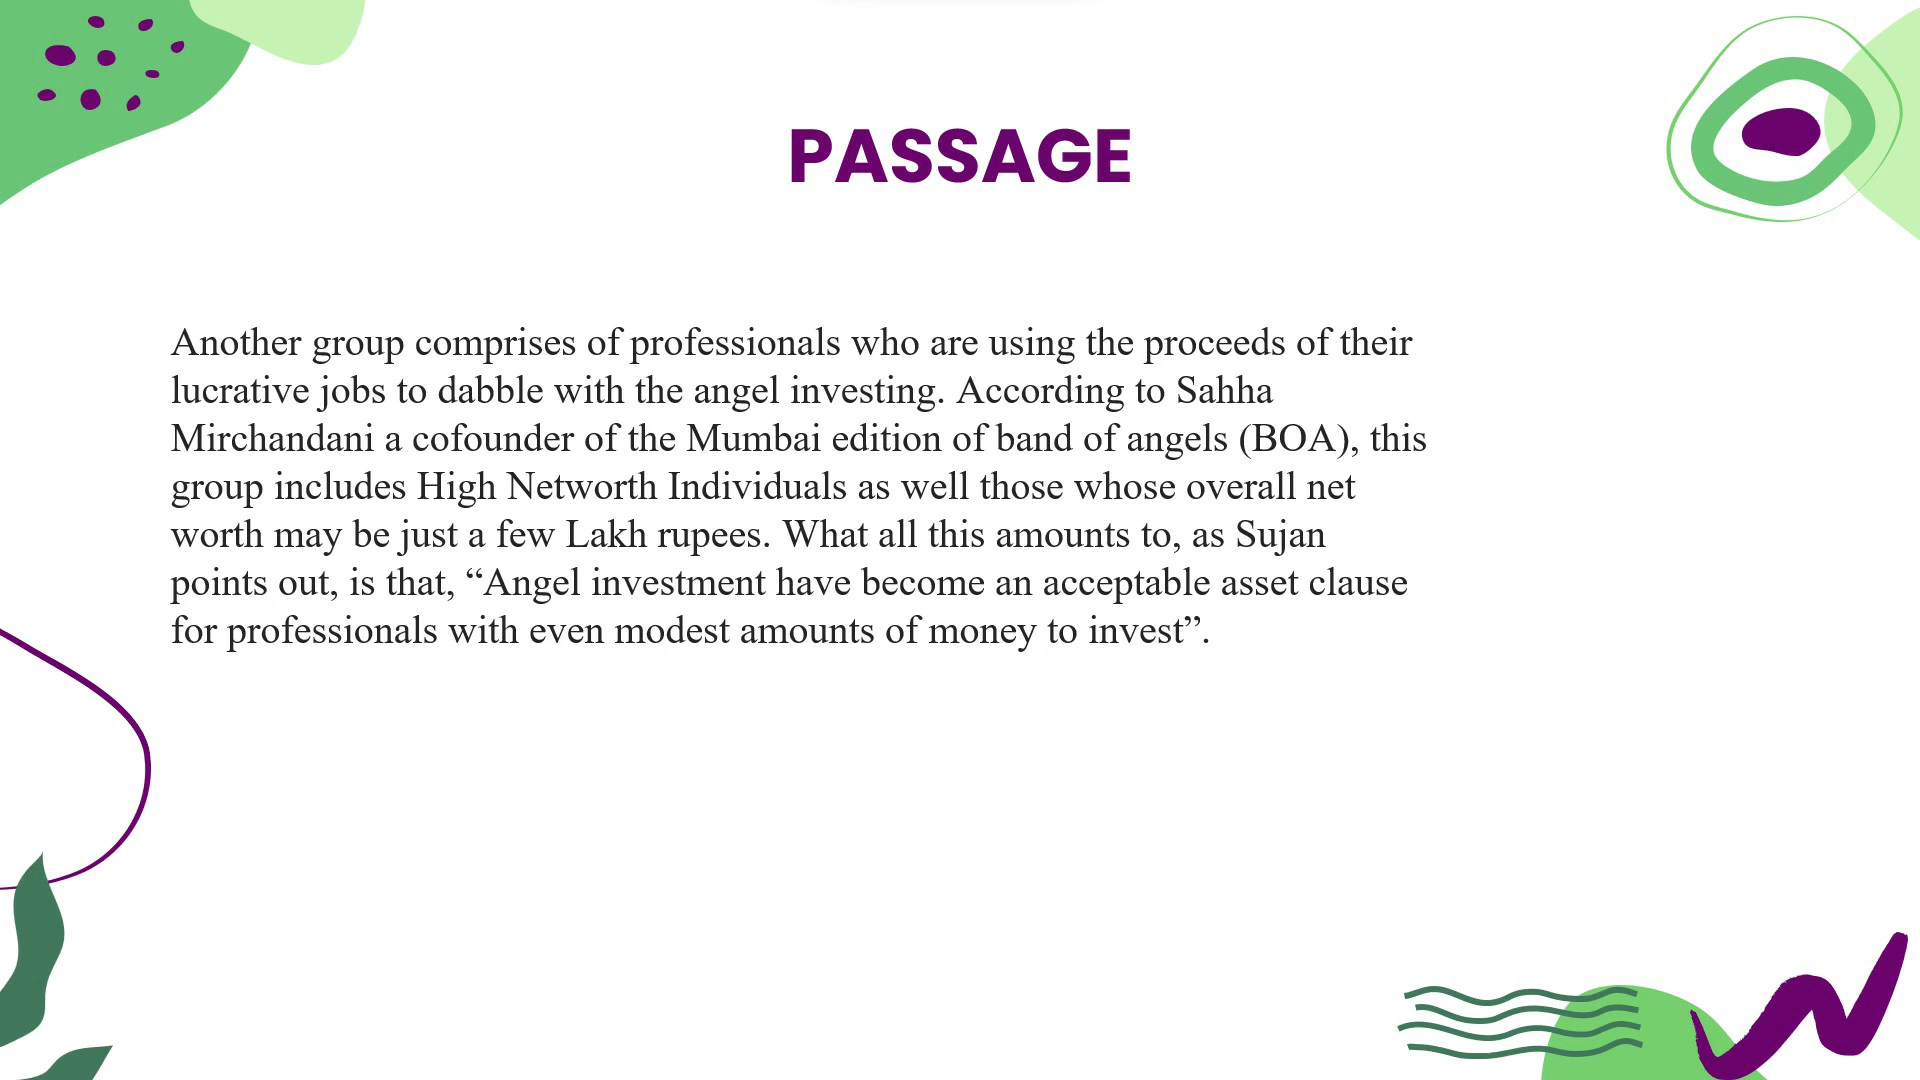 PASSAGE
Another group comprises of professionals who are using the proceeds of their
lucrative jobs to dabble with the angel investing. According to Sahha
Mirchandani a cofounder of the Mumbai edition of band of angels (BOA), this
group includes High Networth Individuals as well those whose overall net
worth may be just a few Lakh rupees. What all this amounts to, as Sujan
points out, is that, “Angel investment have become an acceptable asset clause
for professionals with even modest amounts of money to invest”.